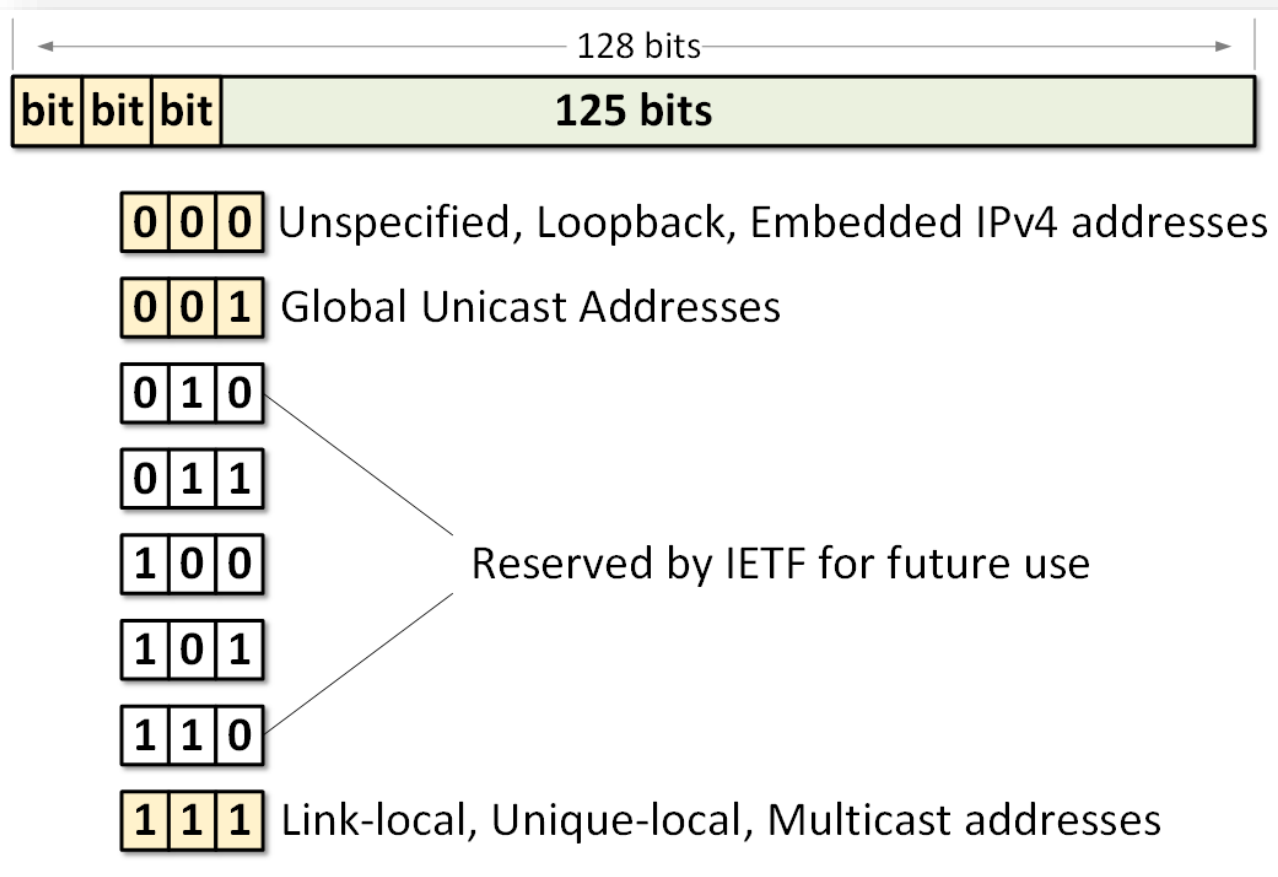 128 bits
bit bit bit 125 bits
0 0 0 Unspecified, Loopback, Embedded IPv4 addresses
0 0 1 Global Unicast Addresses
0 1 0
0 1 1
1 0 0 Reserved by IETF for future use
1 0 1
1 1 0
1 1 1 Link-local, Unique-local, Multicast addresses